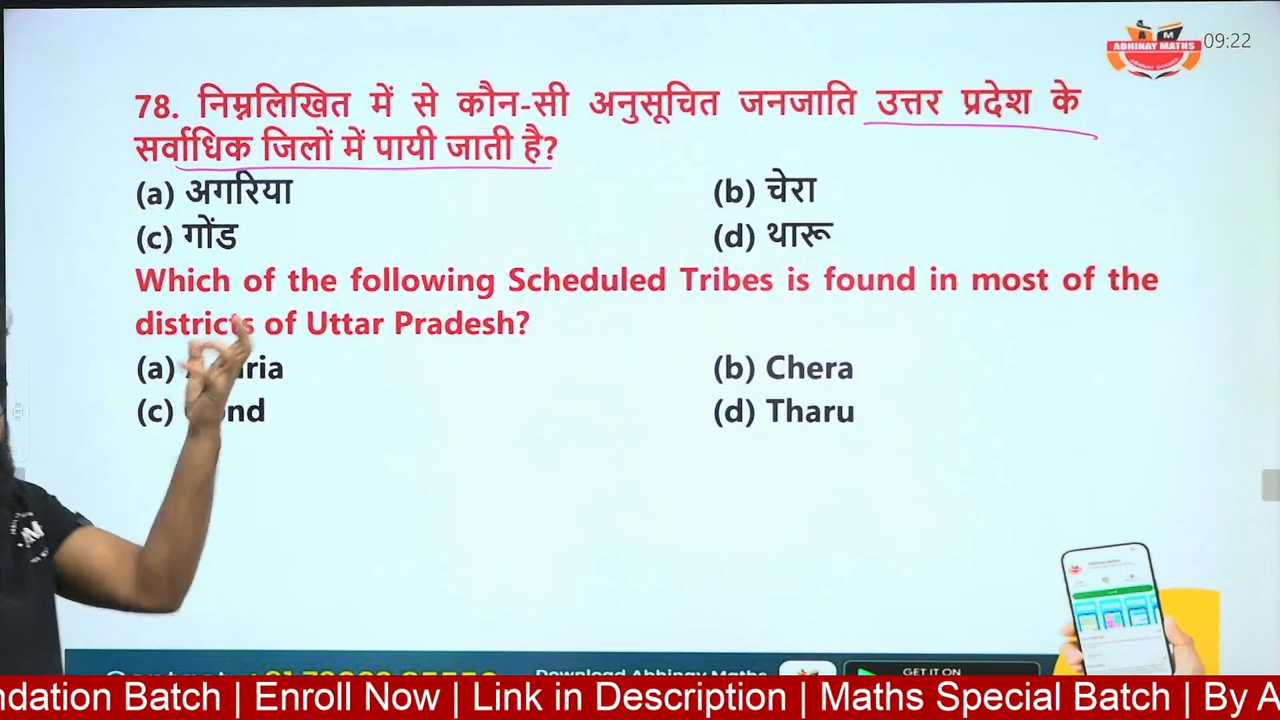 ABHINAY MATHS
09:22
78. निम्नलिखित में से कौन-सी अनुसूचित जनजाति उत्तर प्रदेश के
सर्वाधिक जिलों में पायी जाती है?
(a) अगरिया (b) चेरा
(c) गोंड (d) थारू
Which of the following Scheduled Tribes is found in most of the
districts of Uttar Pradesh?
(a) (b) Chera
(c) (d) Tharu
Download Abhinay Maths
GET IT ON
ndation Batch | Enroll Now | Link in Description | Maths Special Batch | By A